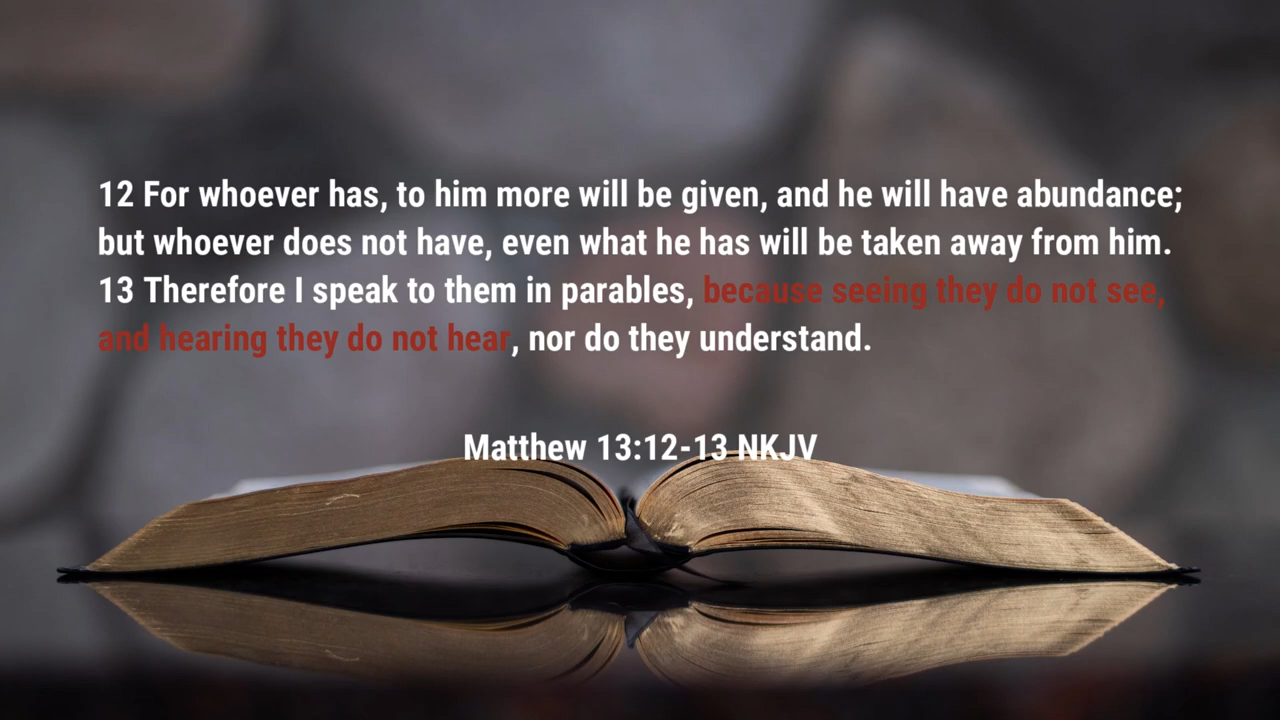 12 For whoever has, to him more will be given, and he will have abundance;
but whoever does not have, even what he has will be taken away from him.
13 Therefore I speak to them in parables, because seeing they do not see,
and hearing they do not hear, nor do they understand.
Matthew 13:12-13 NKJV